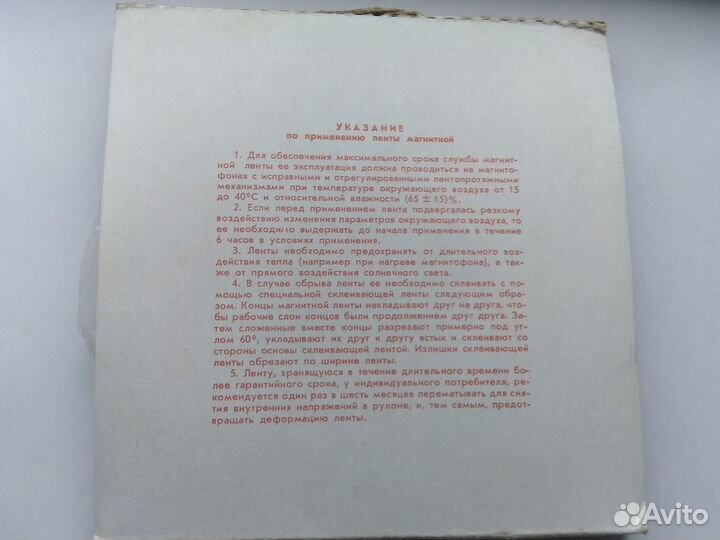 УКАЗАНИЕ
по применению ленты магнитной
1. Для обеспечения максимального срока службы магнит-
ной ленты ее эксплуатация должна проводиться на магнито-
фонах с исправными и отрегулированными лентопротяжными
механизмами при температуре окружающего воздуха от 15
до 40°С и относительной влажности (65 ± 15)%.
2. Если перед применением лента подвергалась резкому
воздействию изменения параметров окружающего воздуха, то
ее необходимо выдержать до начала применения в течение
6 часов в условиях применения.
3. Ленты необходимо предохранять от длительного воз-
действия тепла (например при нагреве магнитофона), а так-
же от прямого воздействия солнечного света.
4. В случае обрыва ленты ее необходимо склеивать с по-
мощью специальной склеивающей ленты следующим обра-
зом. Концы магнитной ленты накладывают друг на друга, что-
бы рабочие слои концов были продолжением друг друга. За-
тем сложенные вместе концы разрезают примерно под уг-
лом 60°, укладывают их друг к другу встык и склеивают со
стороны основы склеивающей лентой. Излишки склеивающей
ленты обрезают по ширине ленты.
5. Ленту, хранящуюся в течение длительного времени бо-
лее гарантийного срока, у индивидуального потребителя, ре-
комендуется один раз в шесть месяцев перематывать для сня-
тия внутренних напряжений в рулоне, и, тем самым, предот-
вращать деформацию ленты.
Avito